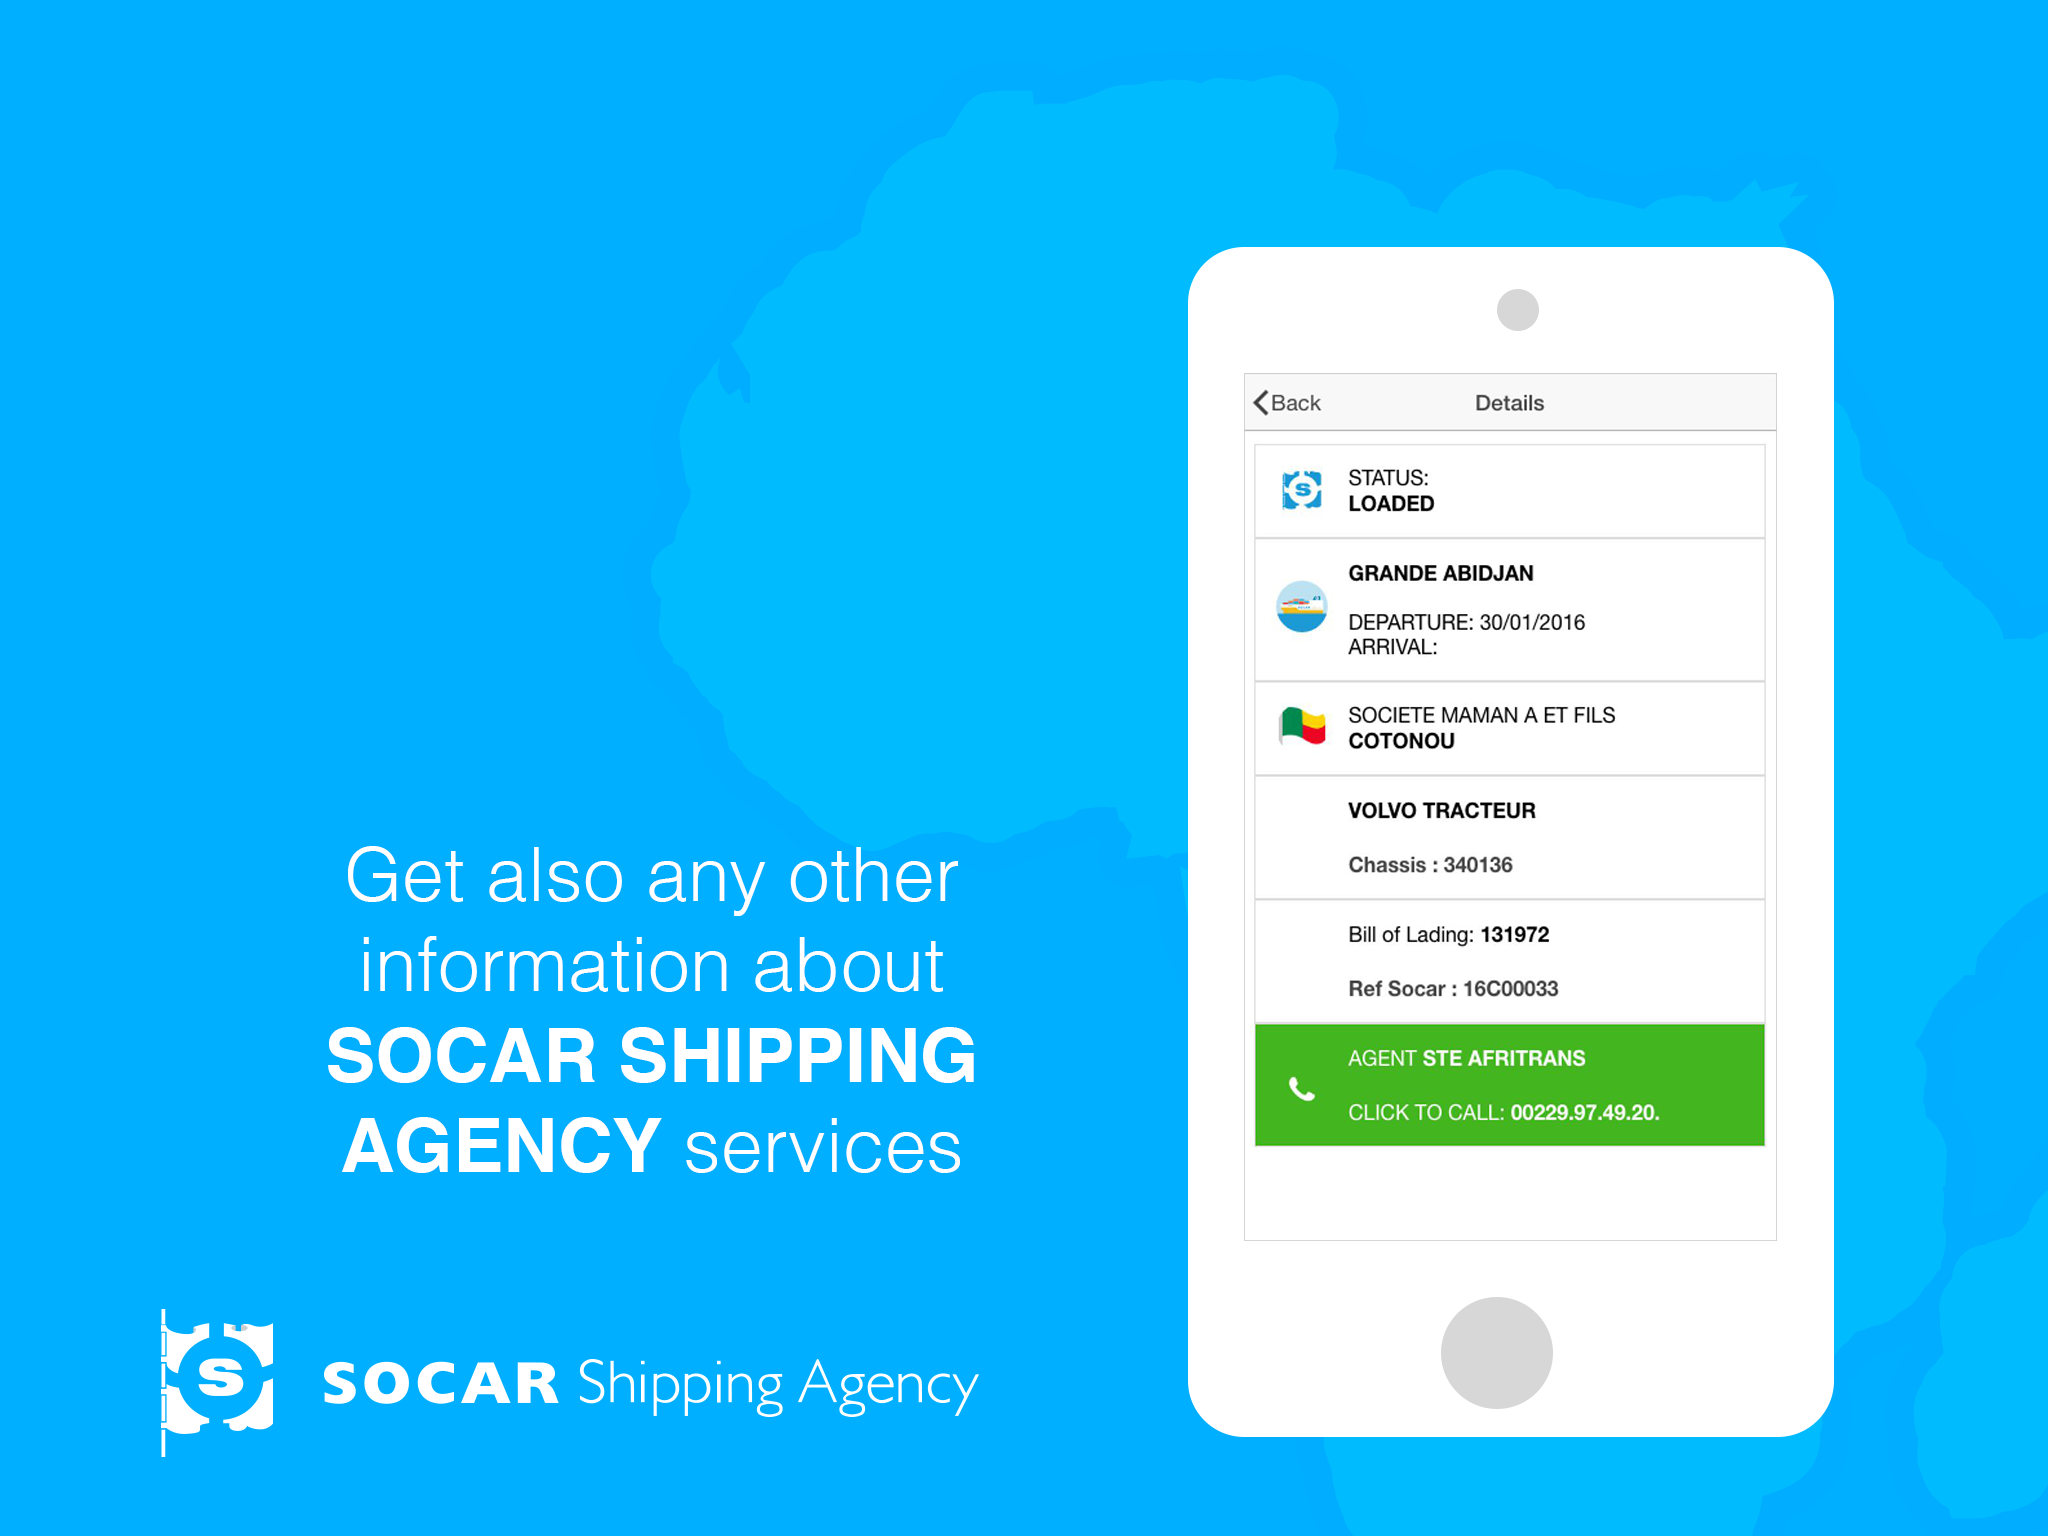 Get also any other
information about
SOCAR SHIPPING
AGENCY services
S
SOCAR Shipping Agency
Back
Details
S
STATUS:
LOADED
GRANDE ABIDJAN
DEPARTURE: 30/01/2016
ARRIVAL:
SOCIETE MAMAN A ET FILS
COTONOU
VOLVO TRACTEUR
Chassis : 340136
Bill of Lading: 131972
Ref Socar : 16C00033
AGENT STE AFRITRANS
CLICK TO CALL: 00229.97.49.20.